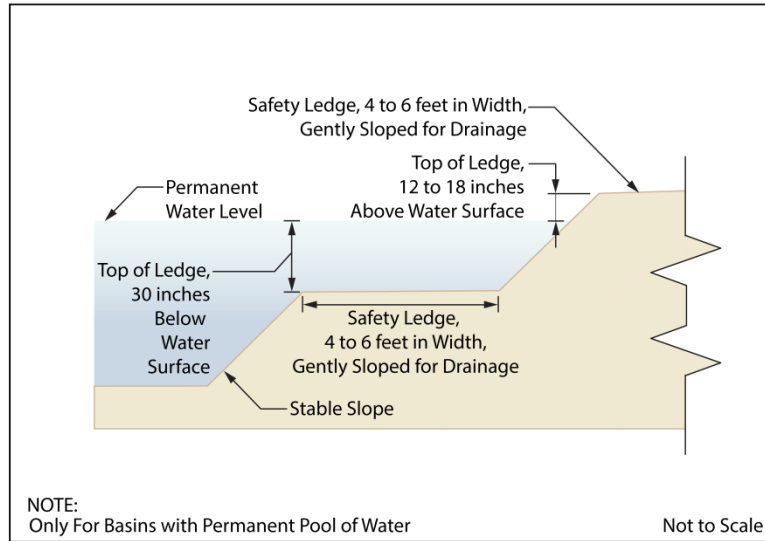 Safety Ledge, 4 to 6 feet in Width,
Gently Sloped for Drainage
Top of Ledge,
12 to 18 inches
Above Water Surface
Permanent
Water Level
Top of Ledge,
30 inches
Below
Water
Surface
Safety Ledge,
4 to 6 feet in Width,
Gently Sloped for Drainage
Stable Slope
NOTE:
Only For Basins with Permanent Pool of Water
Not to Scale